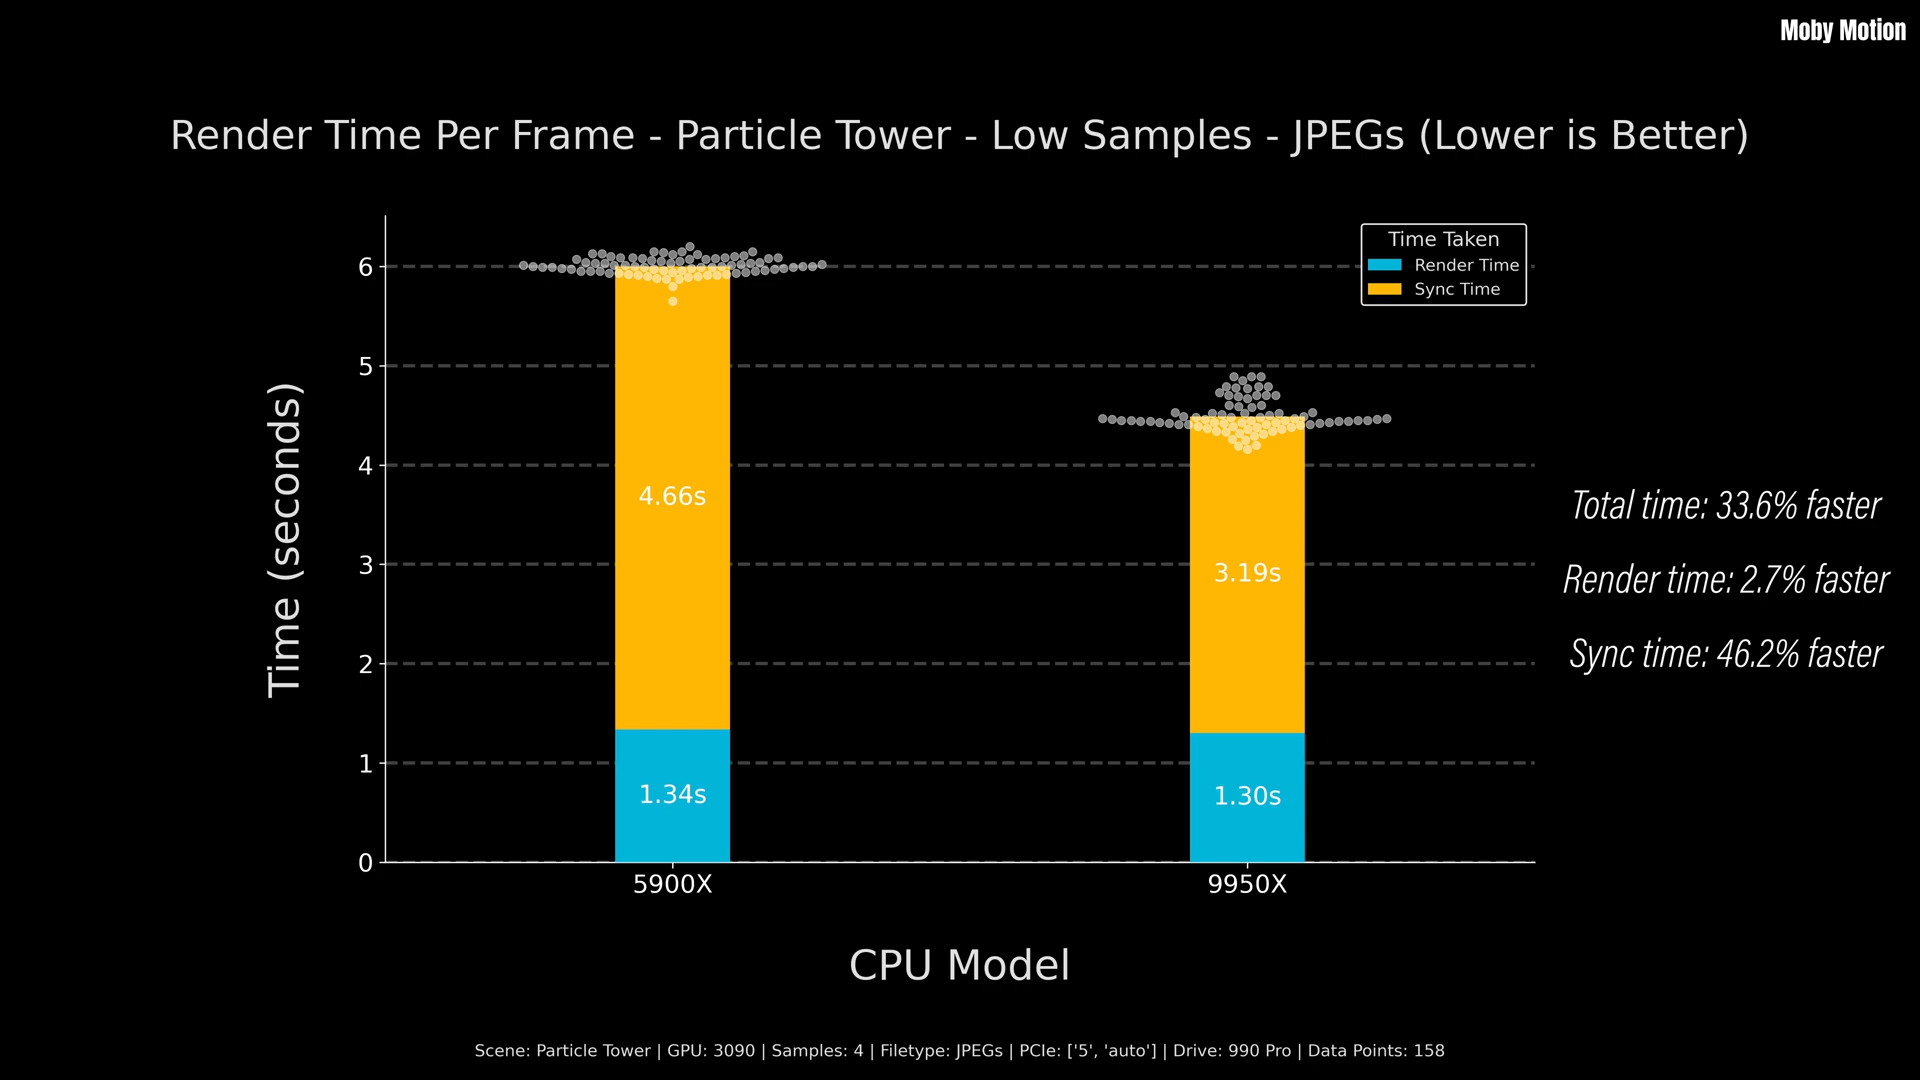 Moby Motion
Render Time Per Frame - Particle Tower - Low Samples - JPEGs (Lower is Better)
Time Taken
Render Time
Sync Time
Time (seconds)
6
5
4
3
2
1
0
4.66s
1.34s
3.19s
1.30s
Total time: 33.6% faster
Render time: 2.7% faster
Sync time: 46.2% faster
5900X
9950X
CPU Model
Scene: Particle Tower | GPU: 3090 | Samples: 4 | Filetype: JPEGs | PCIe: ['5', 'auto'] | Drive: 990 Pro | Data Points: 158